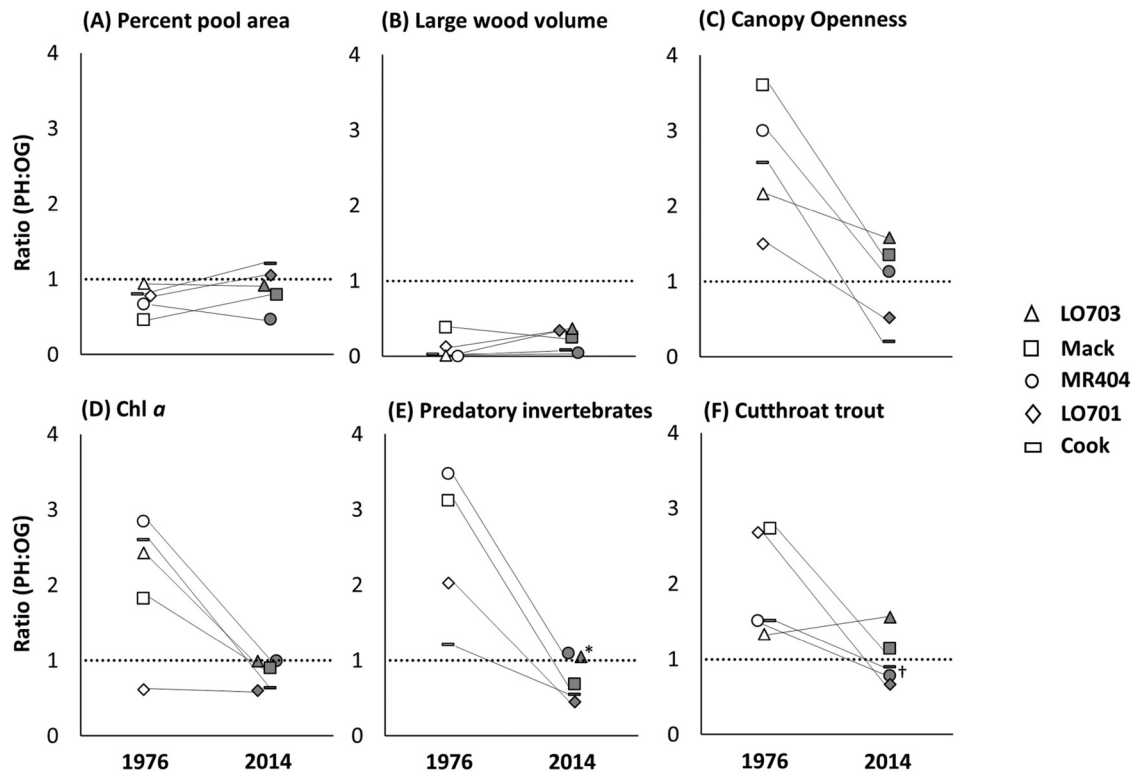 (A) Percent pool area
(B) Large wood volume
(C) Canopy Openness
Ratio (PH:OG)
4
3
2
1
0
4
3
2
1
0
4
3
2
1
0
LO703
Mack
MR404
LO701
Cook
(D) Chl a
(E) Predatory invertebrates
(F) Cutthroat trout
Ratio (PH:OG)
4
3
2
1
0
4
3
2
1
0
*
4
3
2
1
0
†
1976 2014
1976 2014
1976 2014